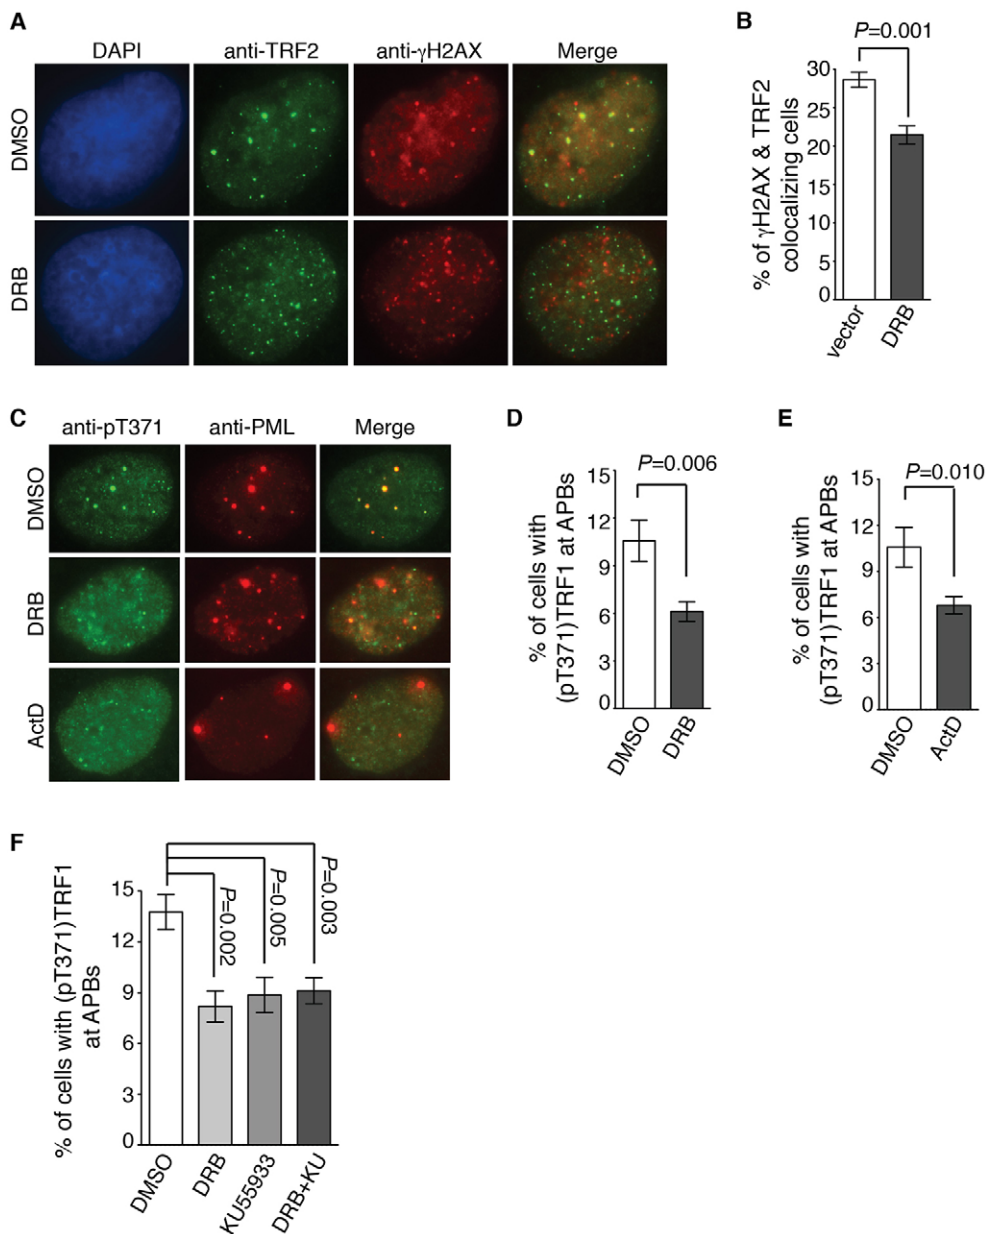 A
DAPI anti-TRF2 anti-γH2AX Merge
DMSO
DRB
B
P=0.001
% of γH2AX & TRF2
colocalizing cells
30
25
20
15
10
5
0
vector DRB
C
anti-pT371 anti-PML Merge
DMSO
DRB
ActD
D
P=0.006
% of cells with
(pT371)TRF1 at APBs
15
12
9
6
3
0
DMSO DRB
E
P=0.010
% of cells with
(pT371)TRF1 at APBs
15
12
9
6
3
0
DMSO ActD
F
% of cells with (pT371)TRF1
at APBs
15
12
9
6
3
0
P=0.002
P=0.005
P=0.003
DMSO DRB KU55933 DRB+KU